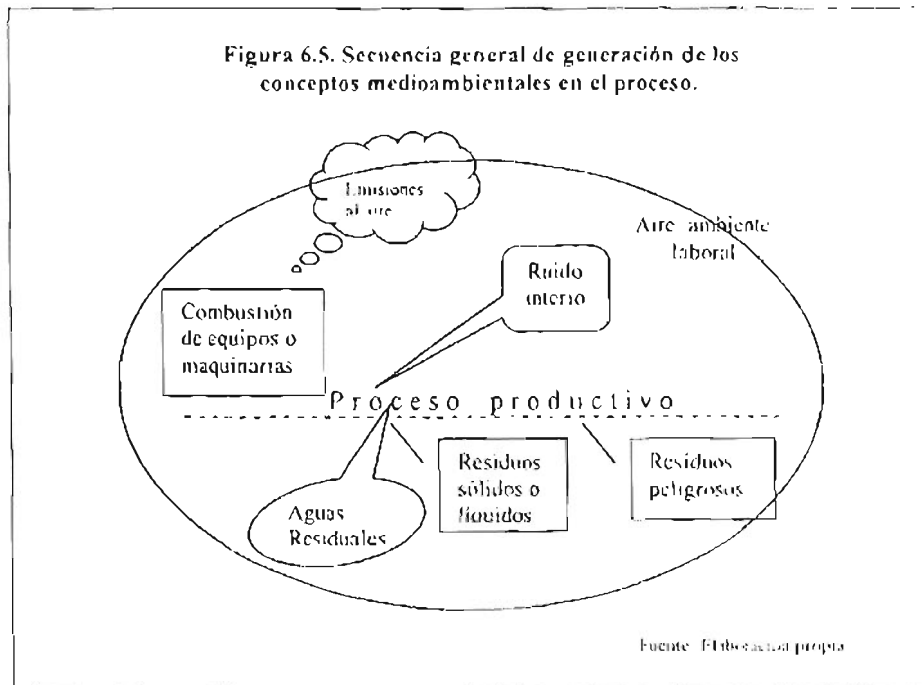 Figura 6.5. Secuencia general de generación de los
conceptos medioambientales en el proceso.
Emisiones
al aire
Aire ambiente
laboral
Ruido
interno
Combustión
de equipos o
maquinarias
Proceso productivo
Residuos
sólidos o
líquidos
Residuos
peligrosos
Aguas
Residuales
Fuente: Elaboración propia